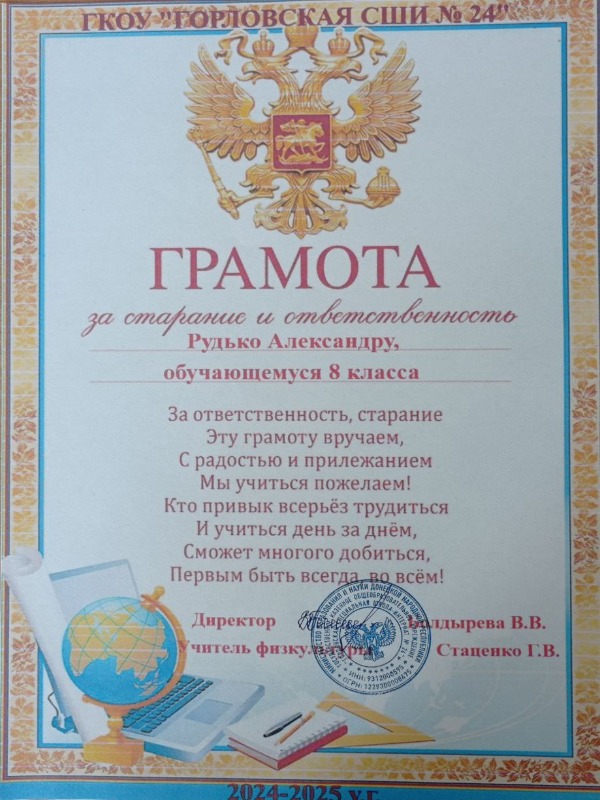 ГКОУ "ГОРЛОВСКАЯ СШИ № 24"
ГРАМОТА
за старание и ответственность
Рудько Александру,
обучающемуся 8 класса
За ответственность, старание
Эту грамоту вручаем,
С радостью и прилежанием
Мы учиться пожелаем!
Кто привык всерьёз трудиться
И учиться день за днём,
Сможет многого добиться,
Первым быть всегда, во всём!
Директор Болдырева В.В.
Учитель физкультуры Стаценко Г.В.
2024-2025 у.г.